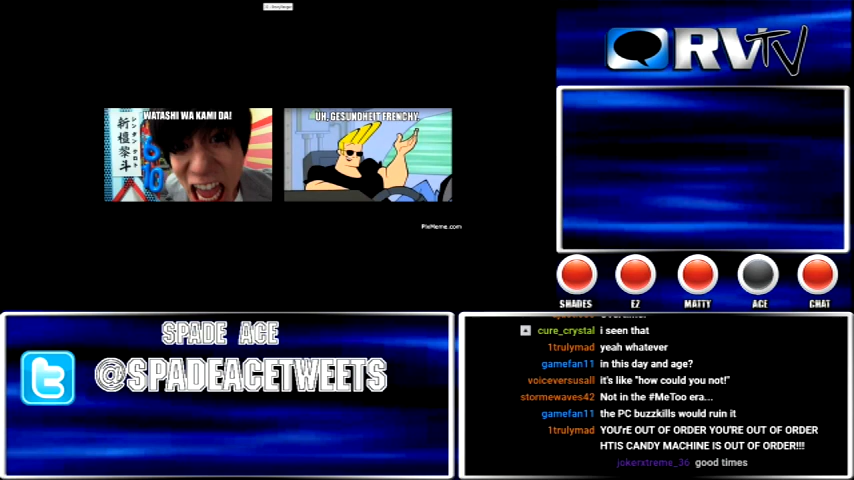 WATASHI WA KAMI DA!
シンダン クロト
新檀黎斗
UH, GESUNDHEIT FRENCHY.
PixMeme.com
RVTV
SHADES EZ MATTY ACE CHAT
SPADE ACE
@SPADEACETWEETS
cure_crystal i seen that
1trulymad yeah whatever
gamefan11 in this day and age?
voiceversusall it's like "how could you not!"
stormewaves42 Not in the #MeToo era...
gamefan11 the PC buzzkills would ruin it
1trulymad YOU'rE OUT OF ORDER YOU'RE OUT OF ORDER
HTIS CANDY MACHINE IS OUT OF ORDER!!!
jokerxtreme_36 good times